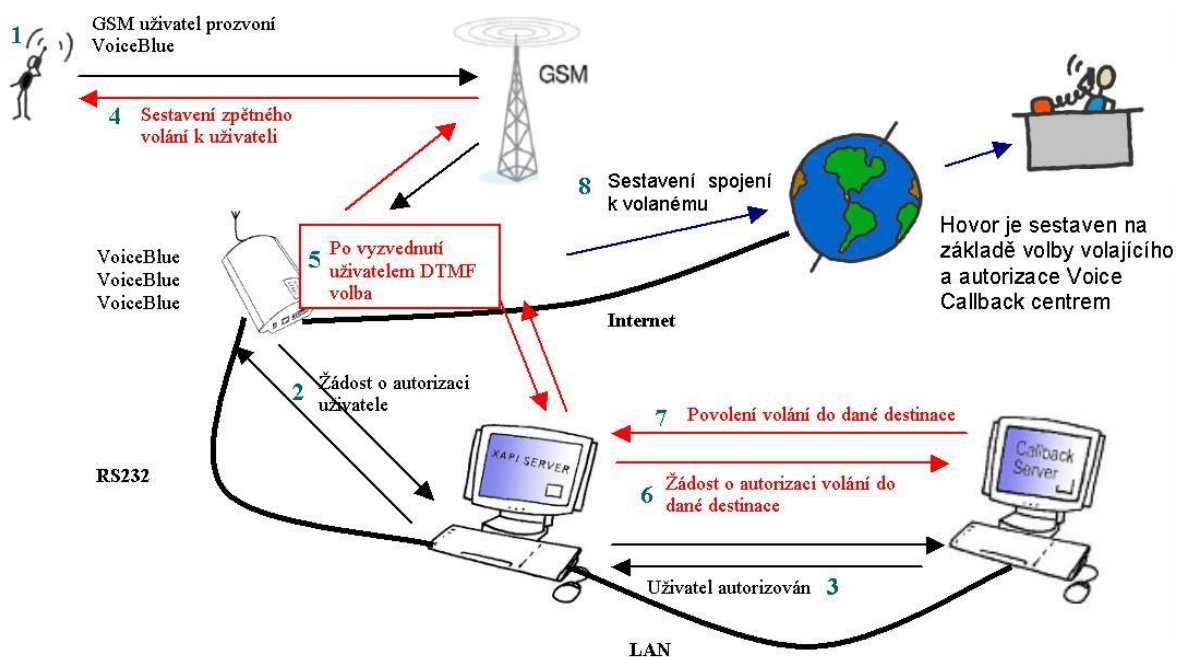 1
GSM uživatel prozvoní
VoiceBlue
GSM
4 Sestavení zpětného
volání k uživateli
8 Sestavení spojení
k volanému
Hovor je sestaven na
základě volby volajícího
a autorizace Voice
Callback centrem
VoiceBlue
VoiceBlue
VoiceBlue
5 Po vyzvednutí
uživatelem DTMF
volba
Internet
2 Žádost o autorizaci
uživatele
7 Povolení volání do dané destinace
XAPI SERVER
Callback
Server
RS232
6 Žádost o autorizaci volání do
dané destinace
Uživatel autorizován 3
LAN